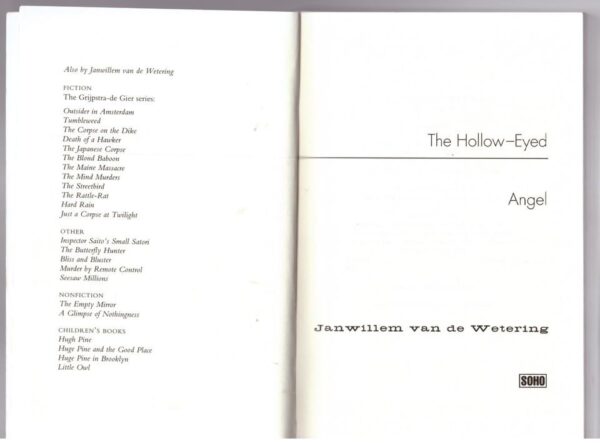 Also by Janwillem van de Wetering
FICTION
The Grijpstra-de Gier series:
Outsider in Amsterdam
Tumbleweed
The Corpse on the Dike
Death of a Hawker
The Japanese Corpse
The Blond Baboon
The Maine Massacre
The Mind Murders
The Streetbird
The Rattle-Rat
Hard Rain
Just a Corpse at Twilight
OTHER
Inspector Saito's Small Satori
The Butterfly Hunter
Bliss and Bluster
Murder by Remote Control
Seesaw Millions
NONFICTION
The Empty Mirror
A Glimpse of Nothingness
CHILDREN'S BOOKS
Hugh Pine
Huge Pine and the Good Place
Huge Pine in Brooklyn
Little Owl
The Hollow–Eyed
Angel
Janwillem van de Wetering
SOHO